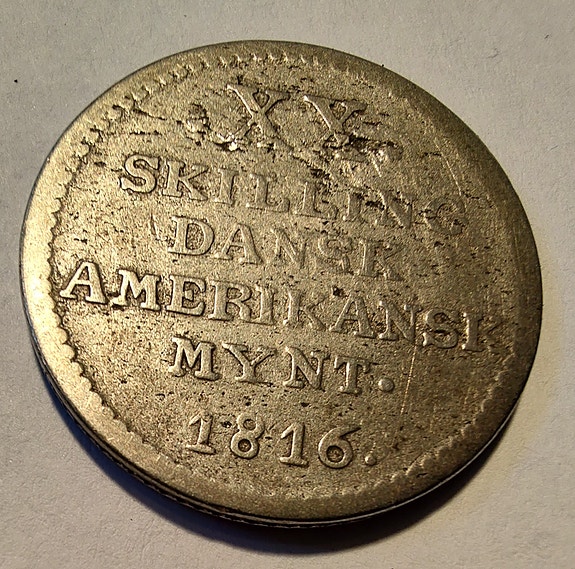 XX
SKILLING
DANSK
AMERIKANSK
MYNT.
1816.